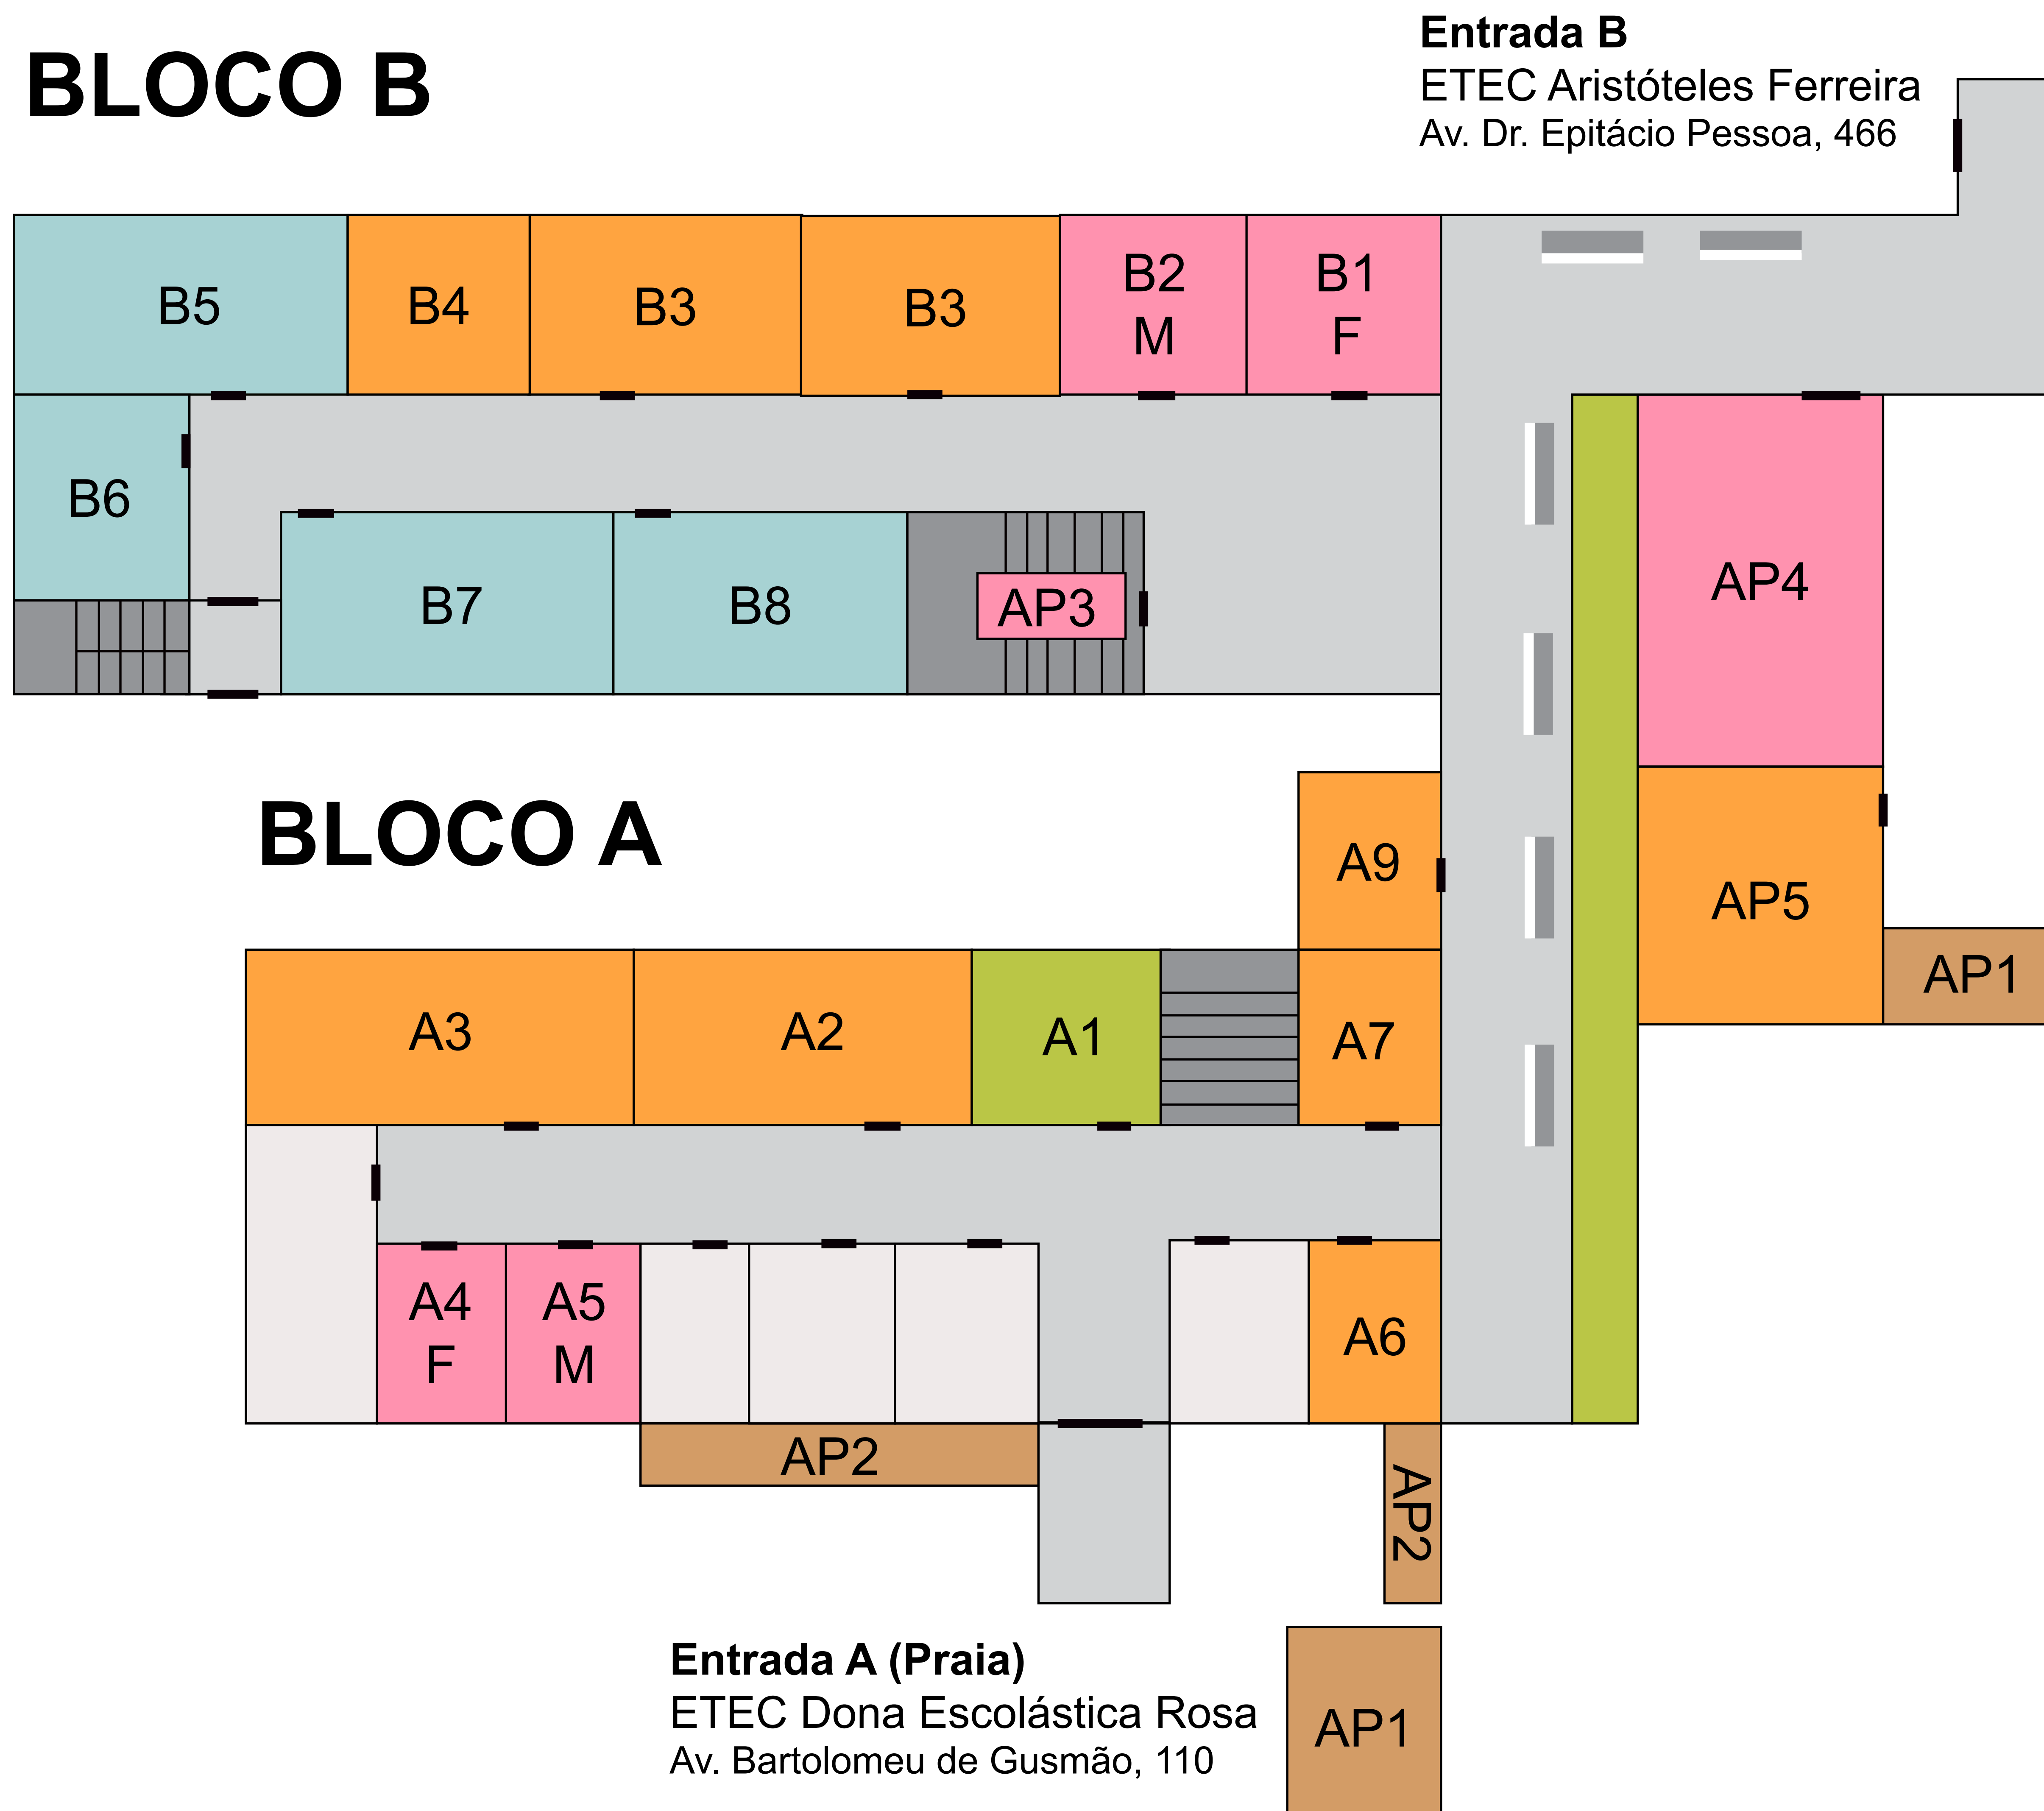 BLOCO B
Entrada B
ETEC Aristóteles Ferreira
Av. Dr. Epitácio Pessoa, 466
B5
B4
B3
B3
B2
M
B1
F
B6
B7
B8
AP3
AP4
BLOCO A
A9
AP5
AP1
A3
A2
A1
A7
A4
F
A5
M
A6
AP2
AP2
Entrada A (Praia)
ETEC Dona Escolástica Rosa
Av. Bartolomeu de Gusmão, 110
AP1